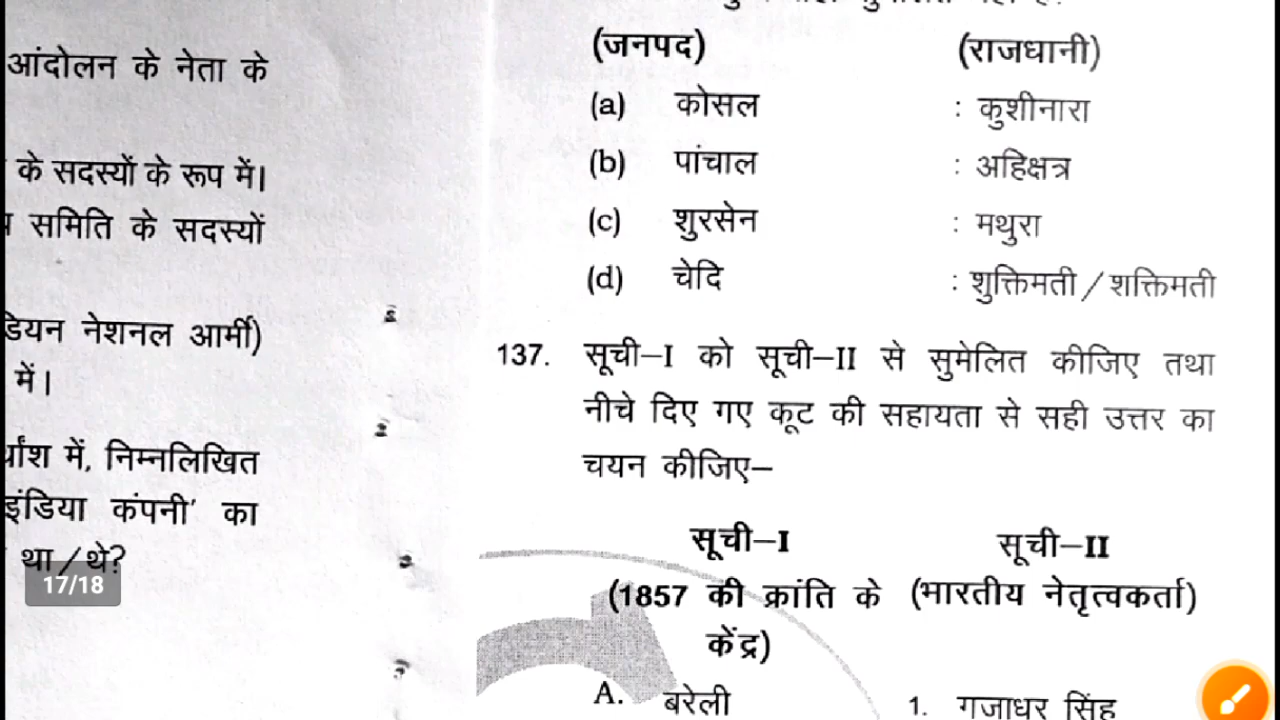 आंदोलन के नेता के
के सदस्यों के रूप में।
समिति के सदस्यों
नेशनल आर्मी)
में।
में, निम्नलिखित
इंडिया कंपनी' का
था/थे?
17/18
(जनपद) (राजधानी)
(a) कोसल : कुशीनारा
(b) पांचाल : अहिक्षत्र
(c) शुरसेन : मथुरा
(d) चेदि : शुक्तिमती/शक्तिमती
137. सूची–I को सूची–II से सुमेलित कीजिए तथा
नीचे दिए गए कूट की सहायता से सही उत्तर का
चयन कीजिए–
सूची–I सूची–II
(1857 की क्रांति के (भारतीय नेतृत्वकर्ता)
केंद्र)
A. बरेली 1. गजाधर सिंह